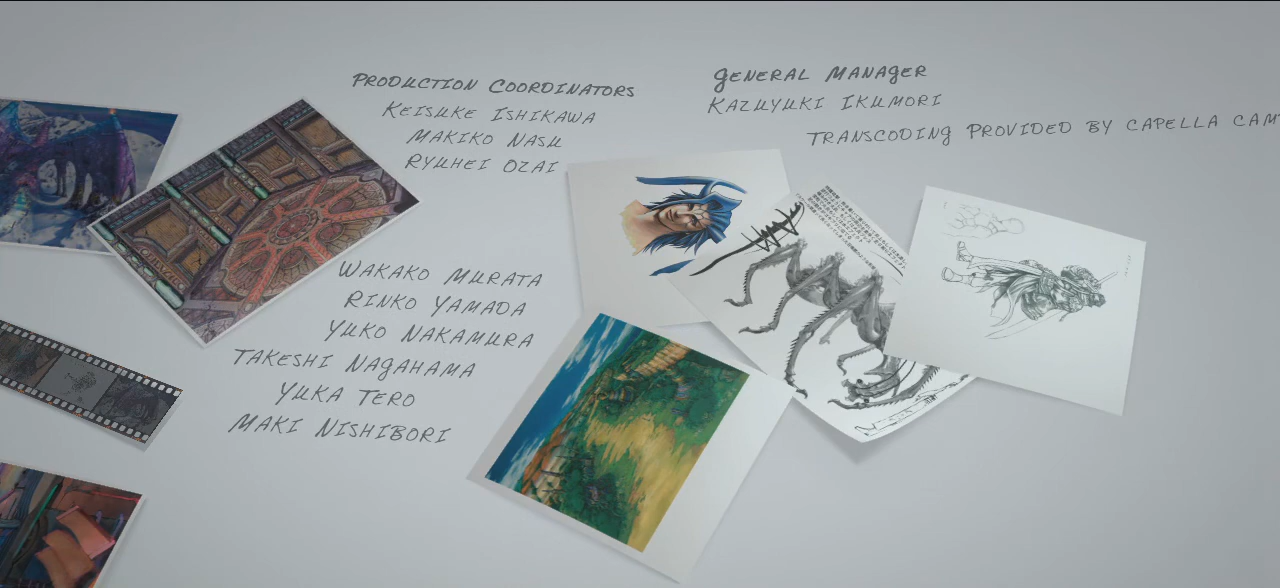 Production Coordinators
Keisuke Ishikawa
Makiko Nasu
Ryuhei Ozai
General Manager
Kazuyuki Ikumori
Transcoding Provided by Capella Cam
Wakako Murata
Rinko Yamada
Yuko Nakamura
Takeshi Nagahama
Yuka Tero
Maki Nishibori